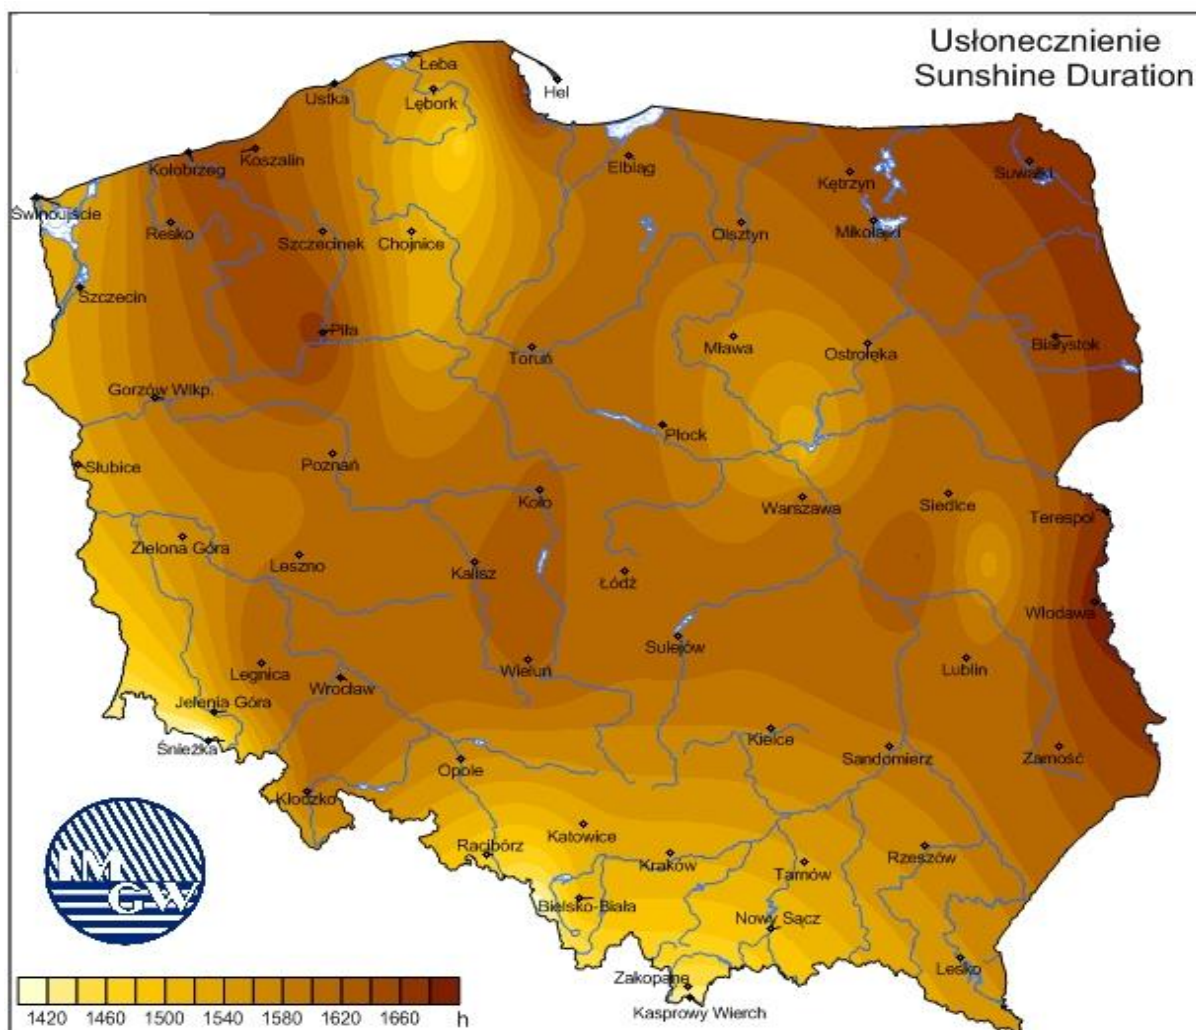 Usłonecznienie
Sunshine Duration
Łeba
Hel
Ustka
Lębork
Koszalin
Kołobrzeg
Elbląg
Kętrzyn
Suwałki
Świnoujście
Resko
Szczecinek
Chojnice
Olsztyn
Mikołajki
Szczecin
Piła
Toruń
Mława
Ostrołęka
Białystok
Gorzów Wlkp.
Płock
Słubice
Poznań
Koło
Warszawa
Siedlce
Terespol
Zielona Góra
Leszno
Kalisz
Łódź
Włodawa
Sulejów
Legnica
Wrocław
Wieluń
Lublin
Jelenia Góra
Śnieżka
Kielce
Sandomierz
Zamość
Opole
Kłodzko
Katowice
Racibórz
Kraków
Tarnów
Rzeszów
IMGW
Bielsko-Biała
Nowy Sącz
Lesko
Zakopane
Kasprowy Wierch
1420 1460 1500 1540 1580 1620 1660 h